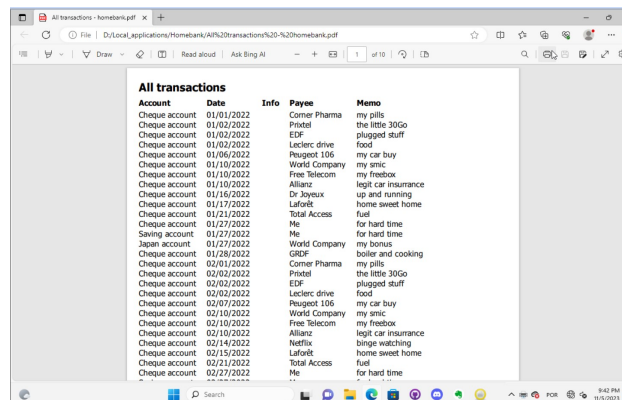 All transactions - homebank.pdf
File D:/Local_applications/Homebank/All%20transactions%20-%20homebank.pdf
Draw Read aloud Ask Bing AI 1 of 10
All transactions
Account Date Info Payee Memo
Cheque account 01/01/2022 Corner Pharma my pills
Cheque account 01/02/2022 Prixtel the little 30Go
Cheque account 01/02/2022 EDF plugged stuff
Cheque account 01/02/2022 Leclerc drive food
Cheque account 01/06/2022 Peugeot 106 my car buy
Cheque account 01/10/2022 World Company my smic
Cheque account 01/10/2022 Free Telecom my freebox
Cheque account 01/10/2022 Allianz legit car insurrance
Cheque account 01/16/2022 Dr Joyeux up and running
Cheque account 01/17/2022 Laforêt home sweet home
Cheque account 01/21/2022 Total Access fuel
Cheque account 01/27/2022 Me for hard time
Saving account 01/27/2022 Me for hard time
Japan account 01/27/2022 World Company my bonus
Cheque account 01/28/2022 GRDF boiler and cooking
Cheque account 02/01/2022 Corner Pharma my pills
Cheque account 02/02/2022 Prixtel the little 30Go
Cheque account 02/02/2022 EDF plugged stuff
Cheque account 02/02/2022 Leclerc drive food
Cheque account 02/07/2022 Peugeot 106 my car buy
Cheque account 02/10/2022 World Company my smic
Cheque account 02/10/2022 Free Telecom my freebox
Cheque account 02/10/2022 Allianz legit car insurrance
Cheque account 02/14/2022 Netflix binge watching
Cheque account 02/15/2022 Laforêt home sweet home
Cheque account 02/21/2022 Total Access fuel
Cheque account 02/27/2022 Me for hard time
Search POR 9:42 PM
11/5/2023